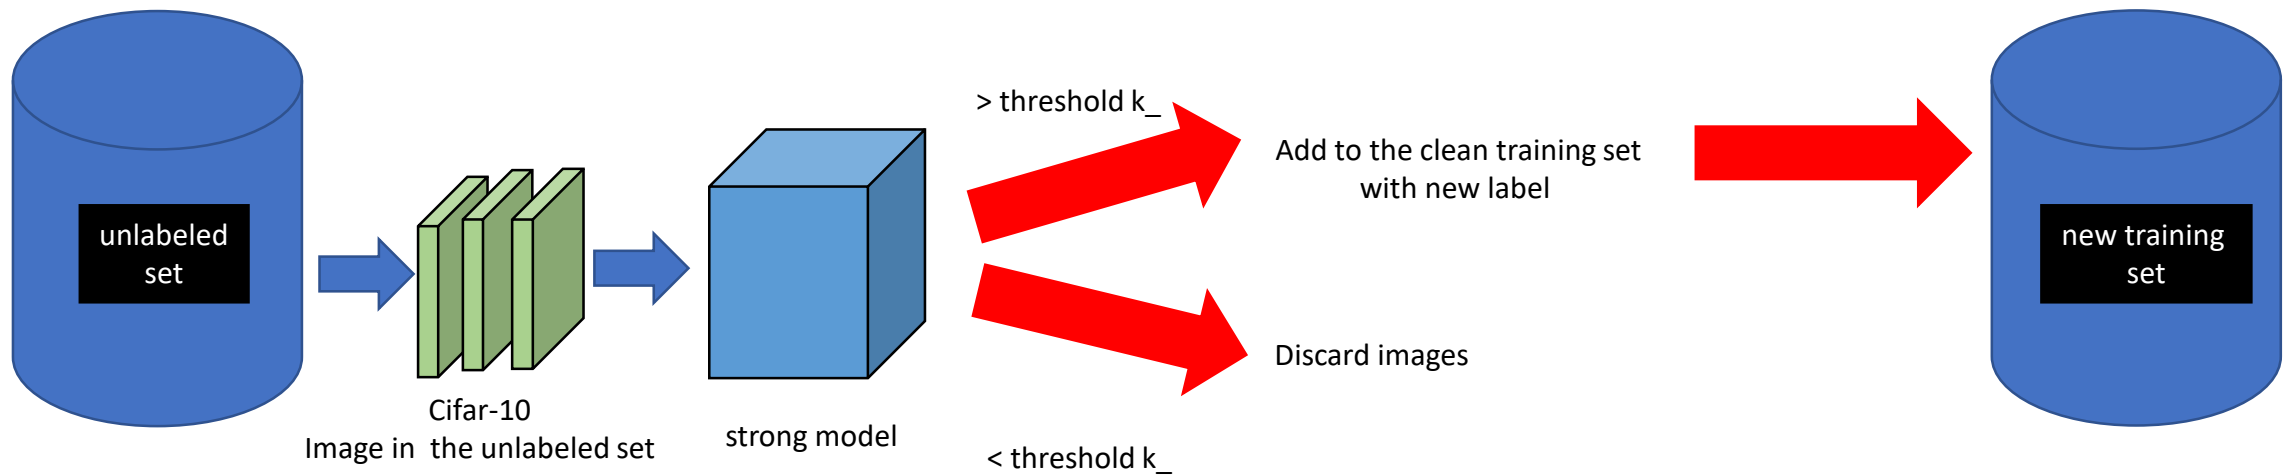 unlabeled
set
Cifar-10
Image in  the unlabeled set
strong model
> threshold k_
Add to the clean training set
with new label
Discard images
< threshold k_
new training
set